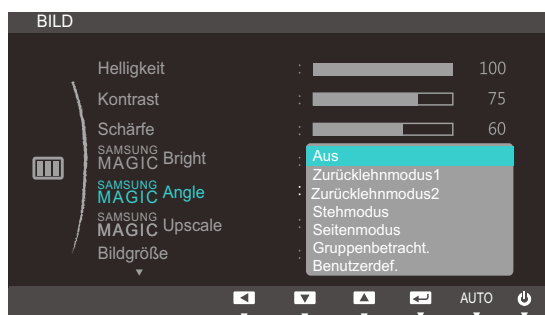 BILD
Helligkeit : 100
Kontrast : 75
Schärfe : 60
SAMSUNG MAGIC Bright :
SAMSUNG MAGIC Angle :
SAMSUNG MAGIC Upscale :
Bildgröße :
Aus
Zurücklehnmodus1
Zurücklehnmodus2
Stehmodus
Seitenmodus
Gruppenbetracht.
Benutzerdef.
AUTO